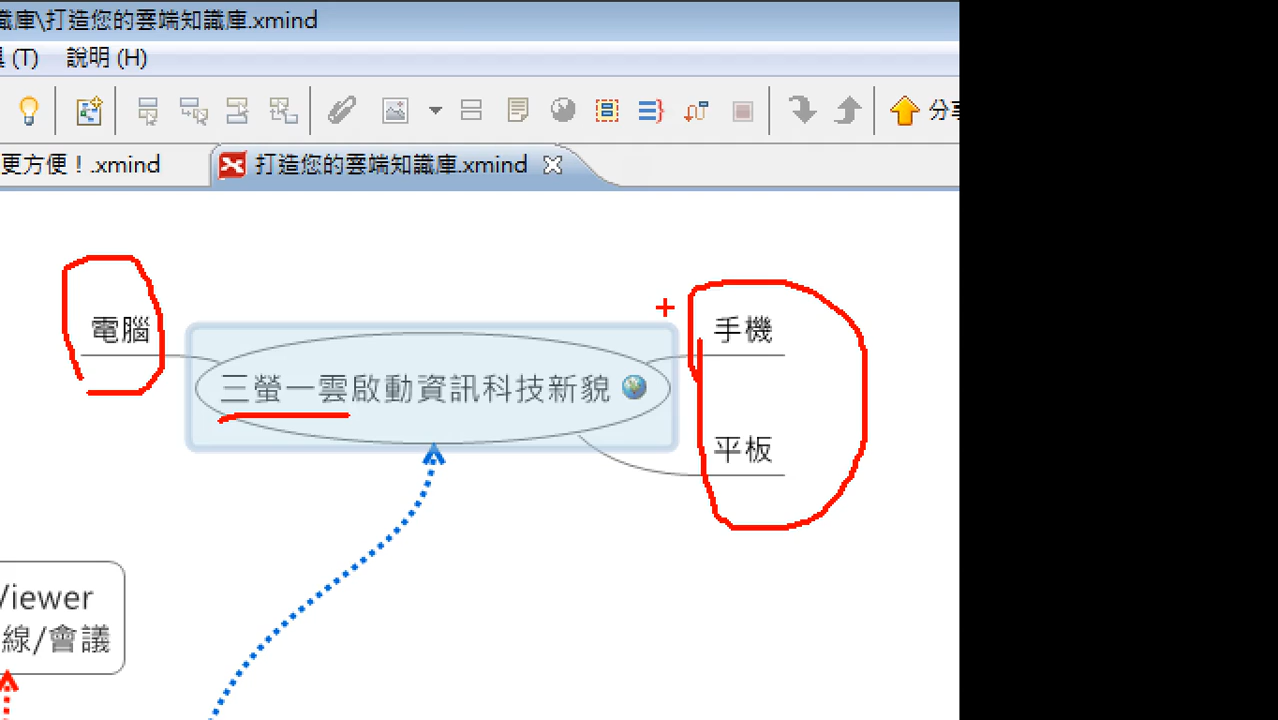 識庫\打造您的雲端知識庫.xmind
(T) 說明 (H)
分享
更方便！.xmind
打造您的雲端知識庫.xmind
電腦
手機
三螢一雲啟動資訊科技新貌
平板
Viewer
線/會議